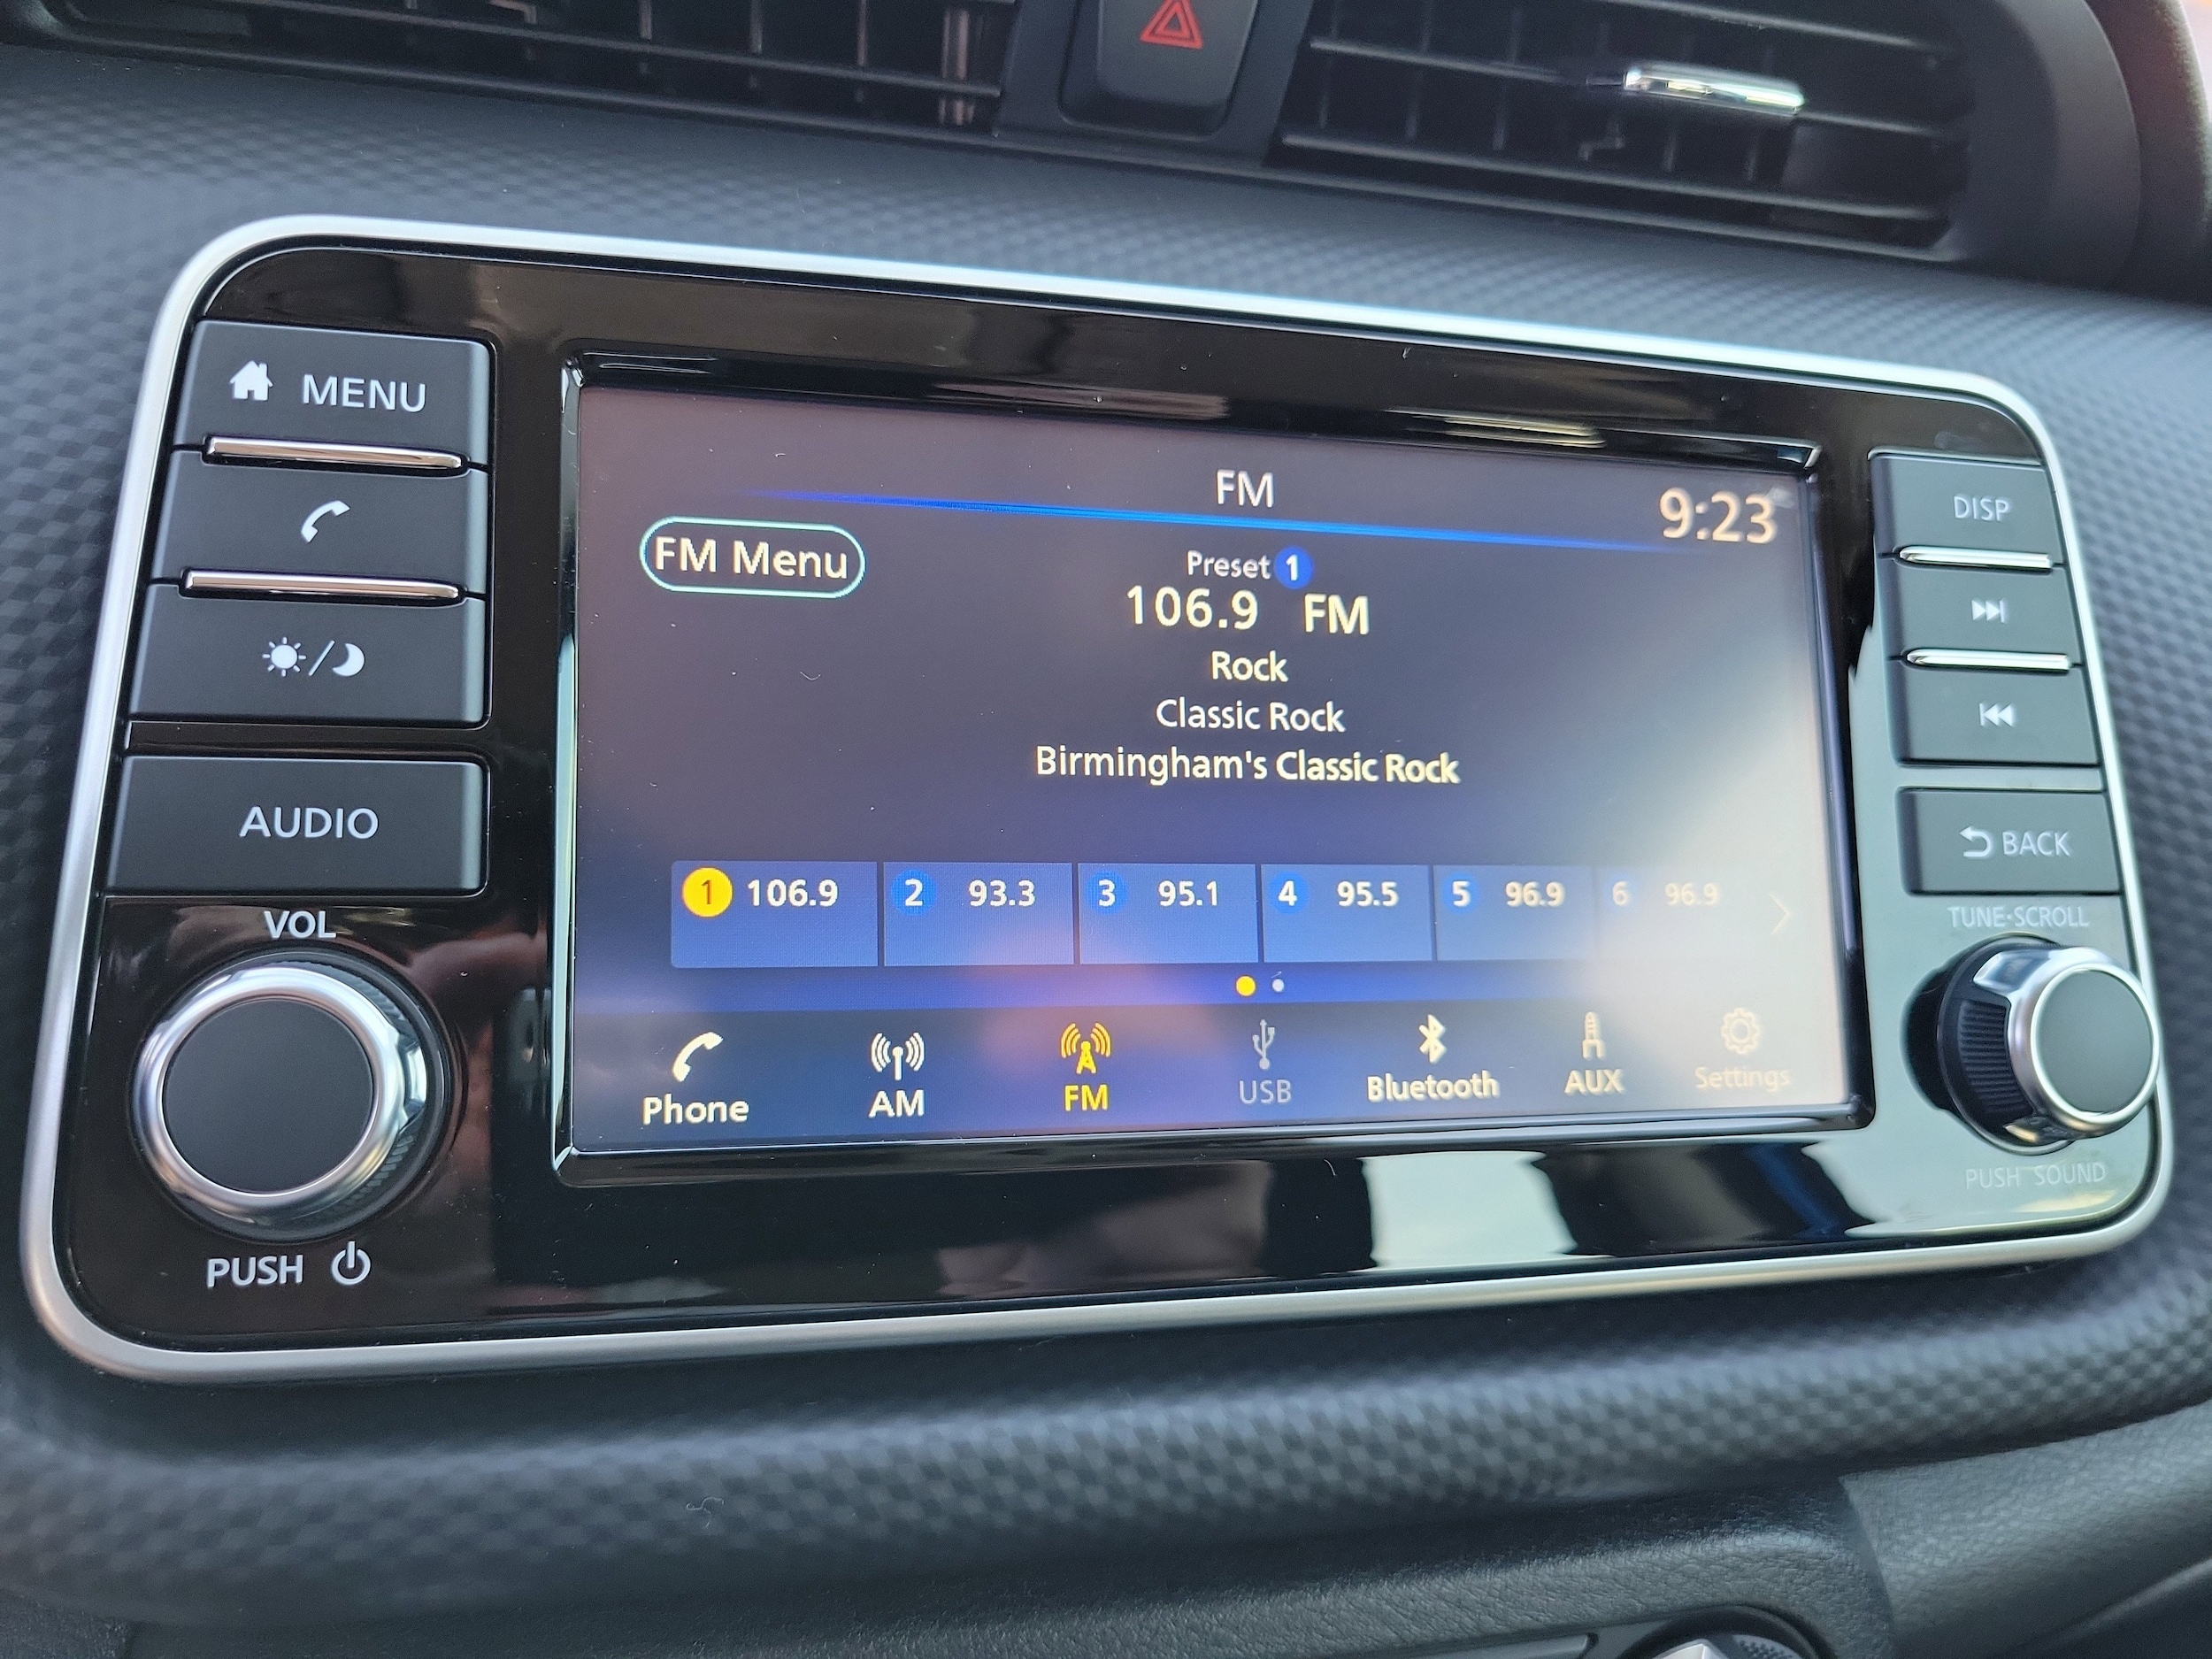 MENU
AUDIO
VOL
PUSH
FM
9:23
FM Menu
Preset 1
106.9 FM
Rock
Classic Rock
Birmingham's Classic Rock
1 106.9 2 93.3 3 95.1 4 95.5 5 96.9 6 96.9
Phone AM FM USB Bluetooth AUX Settings
DISP
BACK
TUNE·SCROLL
PUSH SOUND